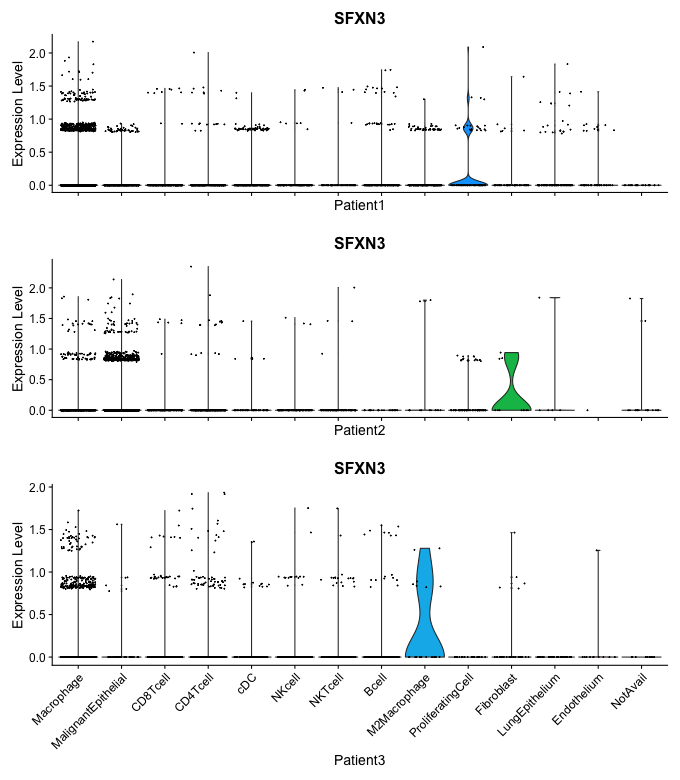 SFXN3
Expression Level
2.0
1.5
1.0
0.5
0.0
Patient1
SFXN3
Expression Level
2.0
1.5
1.0
0.5
0.0
Patient2
SFXN3
Expression Level
2.0
1.5
1.0
0.5
0.0
Macrophage
MalignantEpithelial
CD8Tcell
CD4Tcell
cDC
NKcell
NKTcell
Bcell
M2Macrophage
ProliferatingCell
Fibroblast
LungEpithelium
Endothelium
NotAvail
Patient3